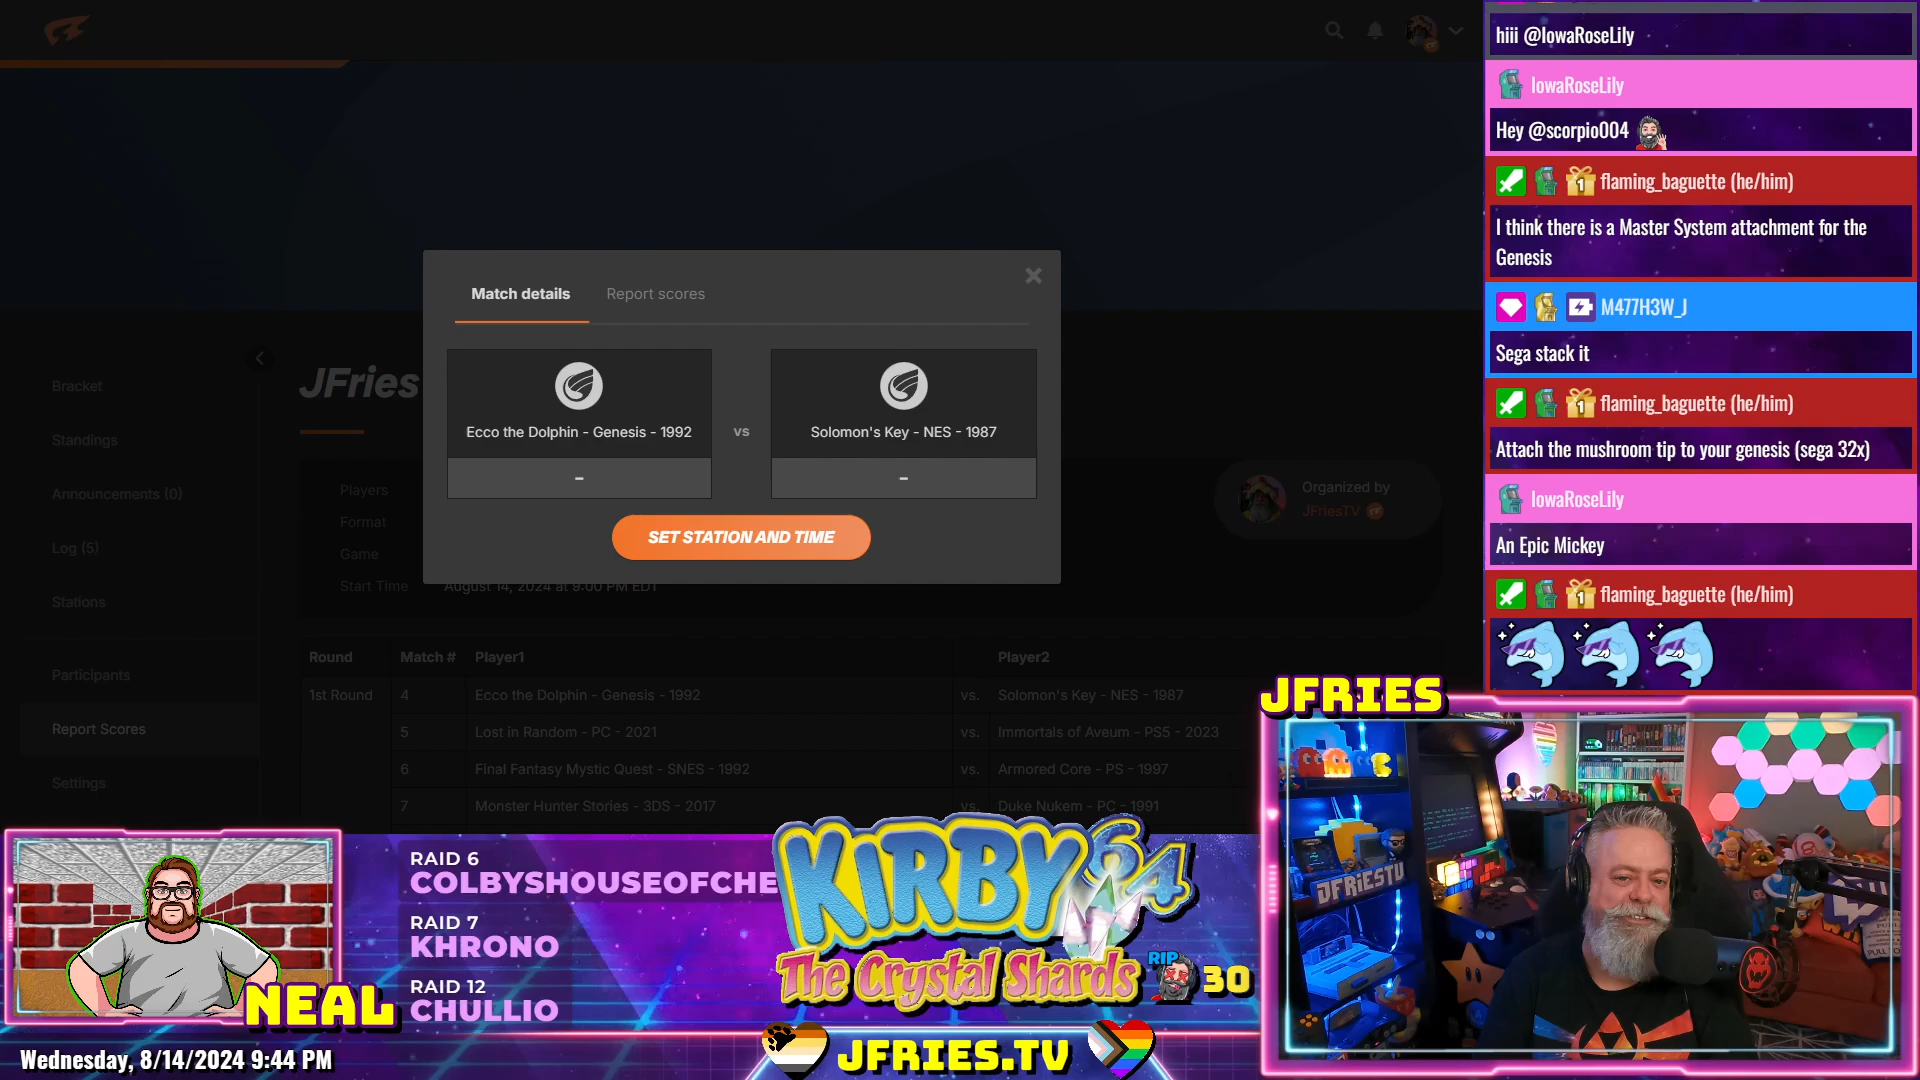 Match details
Report scores
Ecco the Dolphin - Genesis - 1992
-
vs
Solomon's Key - NES - 1987
-
SET STATION AND TIME
JFries
Bracket
Standings
Announcements (0)
Log (5)
Stations
Participants
Report Scores
Settings
Players
Format
Game
Start Time
August 14, 2024 at 9:00 PM EDT
Organized by
JFriesTV
Round Match # Player1 Player2
1st Round 4 Ecco the Dolphin - Genesis - 1992 vs. Solomon's Key - NES - 1987
5 Lost in Random - PC - 2021 vs. Immortals of Aveum - PS5 - 2023
6 Final Fantasy Mystic Quest - SNES - 1992 vs. Armored Core - PS - 1997
7 Monster Hunter Stories - 3DS - 2017 vs. Duke Nukem - PC - 1991
hiii @IowaRoseLily
IowaRoseLily
Hey @scorpio004
1 flaming_baguette (he/him)
I think there is a Master System attachment for the
Genesis
M477H3W_J
Sega stack it
1 flaming_baguette (he/him)
Attach the mushroom tip to your genesis (sega 32x)
IowaRoseLily
An Epic Mickey
1 flaming_baguette (he/him)
JFRIES
JFRIESTV
NEAL
Wednesday, 8/14/2024 9:44 PM
RAID 6
COLBYSHOUSEOFCHE
RAID 7
KHRONO
RAID 12
CHULLIO
KIRBY 64
The Crystal Shards
RIP
30
JFRIES.TV